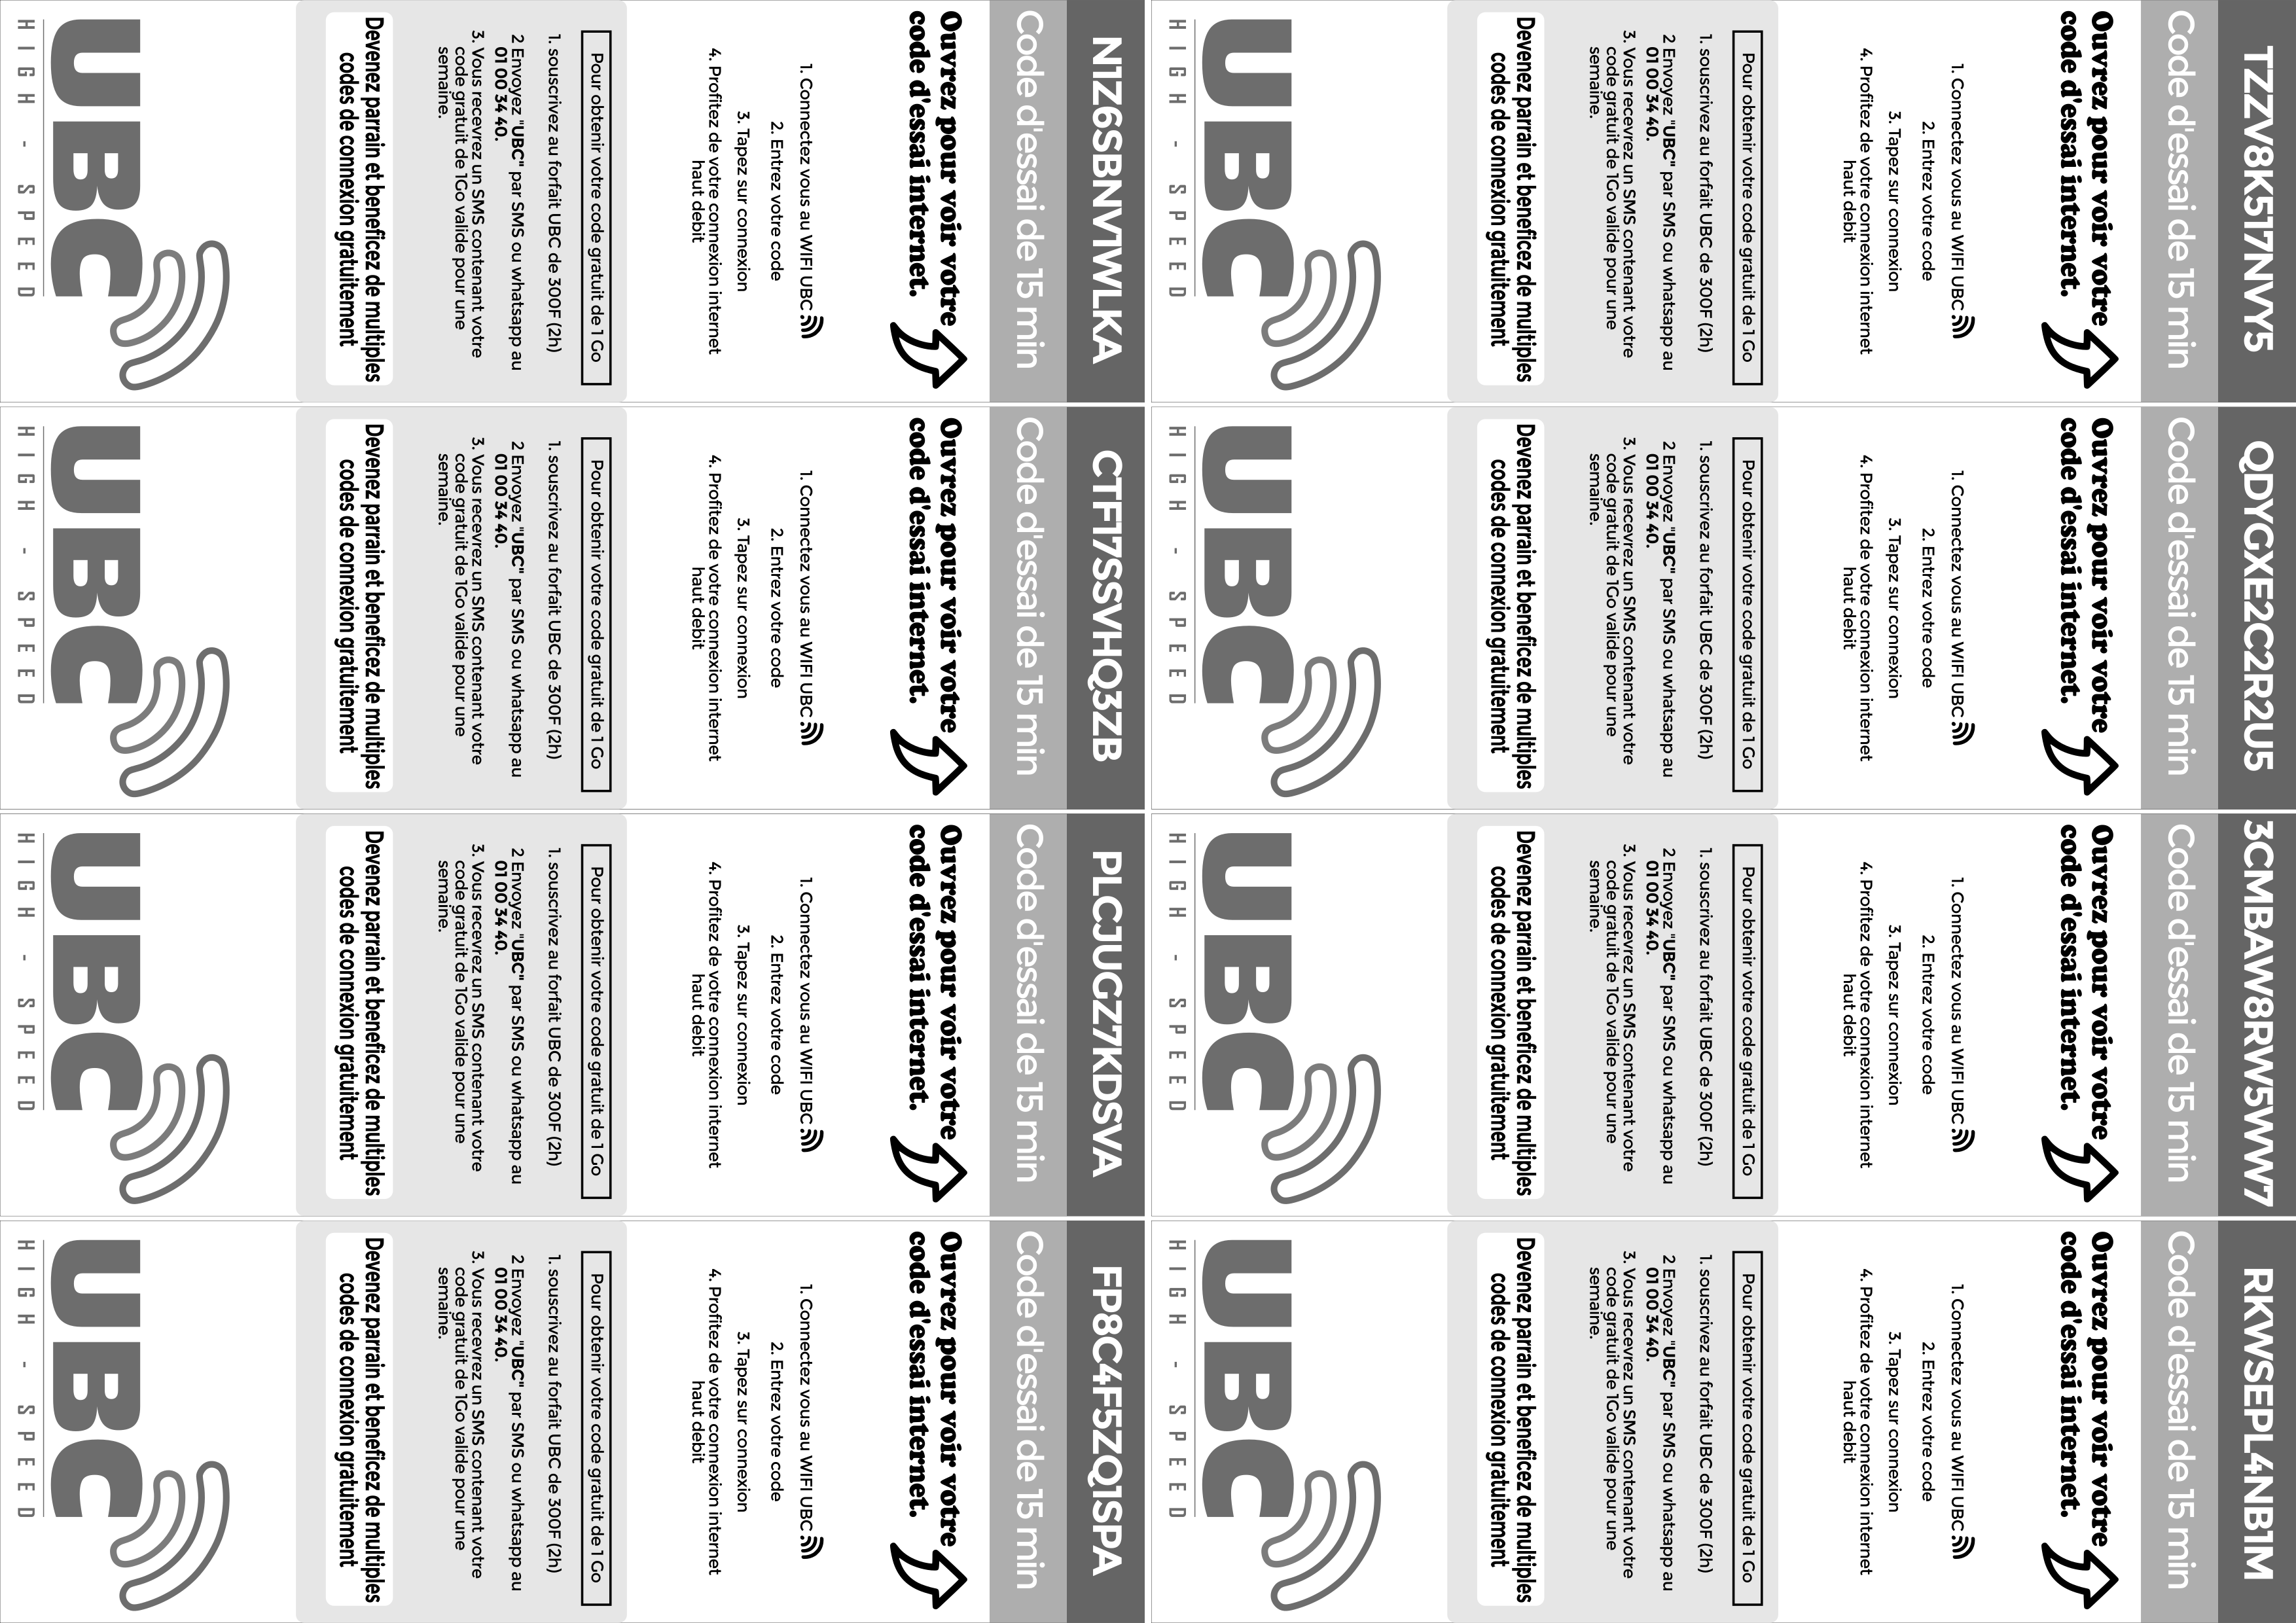 TZZV8K517NVY5
Code d'essai de 15 min
Ouvrez pour voir votre
code d'essai internet.
1. Connectez vous au WIFI UBC
2. Entrez votre code
3. Tapez sur connexion
4. Profitez de votre connexion internet
haut debit
Pour obtenir votre code gratuit de 1 Go
1. souscrivez au forfait UBC de 300F (2h)
2 Envoyez "UBC" par SMS ou whatsapp au
01 00 34 40.
3. Vous recevrez un SMS contenant votre
code gratuit de 1Go valide pour une
semaine.
Devenez parrain et beneficez de multiples
codes de connexion gratuitement
UBC
HIGH - SPEED
QDYGXE2C2R2U5
Code d'essai de 15 min
Ouvrez pour voir votre
code d'essai internet.
1. Connectez vous au WIFI UBC
2. Entrez votre code
3. Tapez sur connexion
4. Profitez de votre connexion internet
haut debit
Pour obtenir votre code gratuit de 1 Go
1. souscrivez au forfait UBC de 300F (2h)
2 Envoyez "UBC" par SMS ou whatsapp au
01 00 34 40.
3. Vous recevrez un SMS contenant votre
code gratuit de 1Go valide pour une
semaine.
Devenez parrain et beneficez de multiples
codes de connexion gratuitement
UBC
HIGH - SPEED
3CMBAW8RW5WW7
Code d'essai de 15 min
Ouvrez pour voir votre
code d'essai internet.
1. Connectez vous au WIFI UBC
2. Entrez votre code
3. Tapez sur connexion
4. Profitez de votre connexion internet
haut debit
Pour obtenir votre code gratuit de 1 Go
1. souscrivez au forfait UBC de 300F (2h)
2 Envoyez "UBC" par SMS ou whatsapp au
01 00 34 40.
3. Vous recevrez un SMS contenant votre
code gratuit de 1Go valide pour une
semaine.
Devenez parrain et beneficez de multiples
codes de connexion gratuitement
UBC
HIGH - SPEED
RKWSEPL4NB1M
Code d'essai de 15 min
Ouvrez pour voir votre
code d'essai internet.
1. Connectez vous au WIFI UBC
2. Entrez votre code
3. Tapez sur connexion
4. Profitez de votre connexion internet
haut debit
Pour obtenir votre code gratuit de 1 Go
1. souscrivez au forfait UBC de 300F (2h)
2 Envoyez "UBC" par SMS ou whatsapp au
01 00 34 40.
3. Vous recevrez un SMS contenant votre
code gratuit de 1Go valide pour une
semaine.
Devenez parrain et beneficez de multiples
codes de connexion gratuitement
UBC
HIGH - SPEED
N1Z6SBNV1WLKA
Code d'essai de 15 min
Ouvrez pour voir votre
code d'essai internet.
1. Connectez vous au WIFI UBC
2. Entrez votre code
3. Tapez sur connexion
4. Profitez de votre connexion internet
haut debit
Pour obtenir votre code gratuit de 1 Go
1. souscrivez au forfait UBC de 300F (2h)
2 Envoyez "UBC" par SMS ou whatsapp au
01 00 34 40.
3. Vous recevrez un SMS contenant votre
code gratuit de 1Go valide pour une
semaine.
Devenez parrain et beneficez de multiples
codes de connexion gratuitement
UBC
HIGH - SPEED
CTF17SSVHQ3ZB
Code d'essai de 15 min
Ouvrez pour voir votre
code d'essai internet.
1. Connectez vous au WIFI UBC
2. Entrez votre code
3. Tapez sur connexion
4. Profitez de votre connexion internet
haut debit
Pour obtenir votre code gratuit de 1 Go
1. souscrivez au forfait UBC de 300F (2h)
2 Envoyez "UBC" par SMS ou whatsapp au
01 00 34 40.
3. Vous recevrez un SMS contenant votre
code gratuit de 1Go valide pour une
semaine.
Devenez parrain et beneficez de multiples
codes de connexion gratuitement
UBC
HIGH - SPEED
PLCJUGZ7KDSVA
Code d'essai de 15 min
Ouvrez pour voir votre
code d'essai internet.
1. Connectez vous au WIFI UBC
2. Entrez votre code
3. Tapez sur connexion
4. Profitez de votre connexion internet
haut debit
Pour obtenir votre code gratuit de 1 Go
1. souscrivez au forfait UBC de 300F (2h)
2 Envoyez "UBC" par SMS ou whatsapp au
01 00 34 40.
3. Vous recevrez un SMS contenant votre
code gratuit de 1Go valide pour une
semaine.
Devenez parrain et beneficez de multiples
codes de connexion gratuitement
UBC
HIGH - SPEED
FP8C4F5ZQ1SPA
Code d'essai de 15 min
Ouvrez pour voir votre
code d'essai internet.
1. Connectez vous au WIFI UBC
2. Entrez votre code
3. Tapez sur connexion
4. Profitez de votre connexion internet
haut debit
Pour obtenir votre code gratuit de 1 Go
1. souscrivez au forfait UBC de 300F (2h)
2 Envoyez "UBC" par SMS ou whatsapp au
01 00 34 40.
3. Vous recevrez un SMS contenant votre
code gratuit de 1Go valide pour une
semaine.
Devenez parrain et beneficez de multiples
codes de connexion gratuitement
UBC
HIGH - SPEED